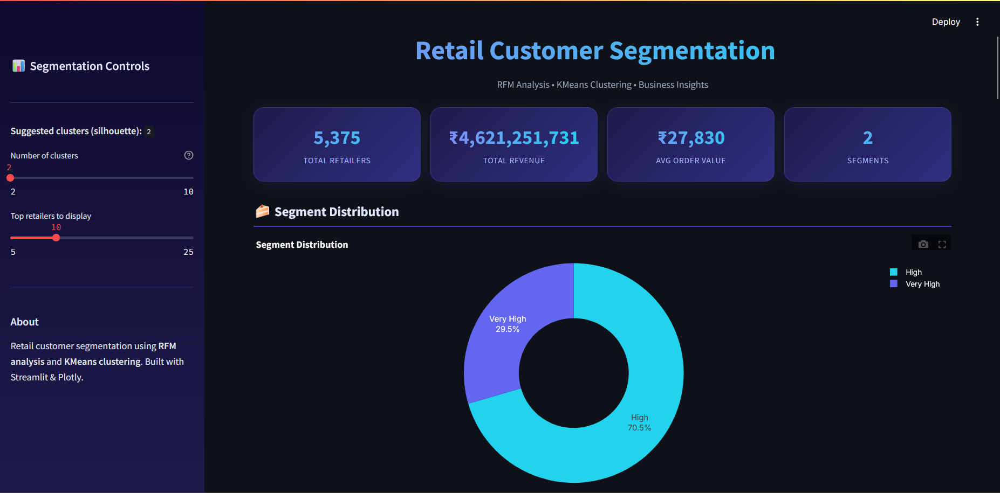 Deploy
Segmentation Controls
Suggested clusters (silhouette): 2
Number of clusters
2
2 10
Top retailers to display
10
5 25
About
Retail customer segmentation using RFM
analysis and KMeans clustering. Built with
Streamlit & Plotly.
Retail Customer Segmentation
RFM Analysis • KMeans Clustering • Business Insights
5,375
TOTAL RETAILERS
₹4,621,251,731
TOTAL REVENUE
₹27,830
AVG ORDER VALUE
2
SEGMENTS
Segment Distribution
Segment Distribution
High
Very High
Very High
29.5%
High
70.5%